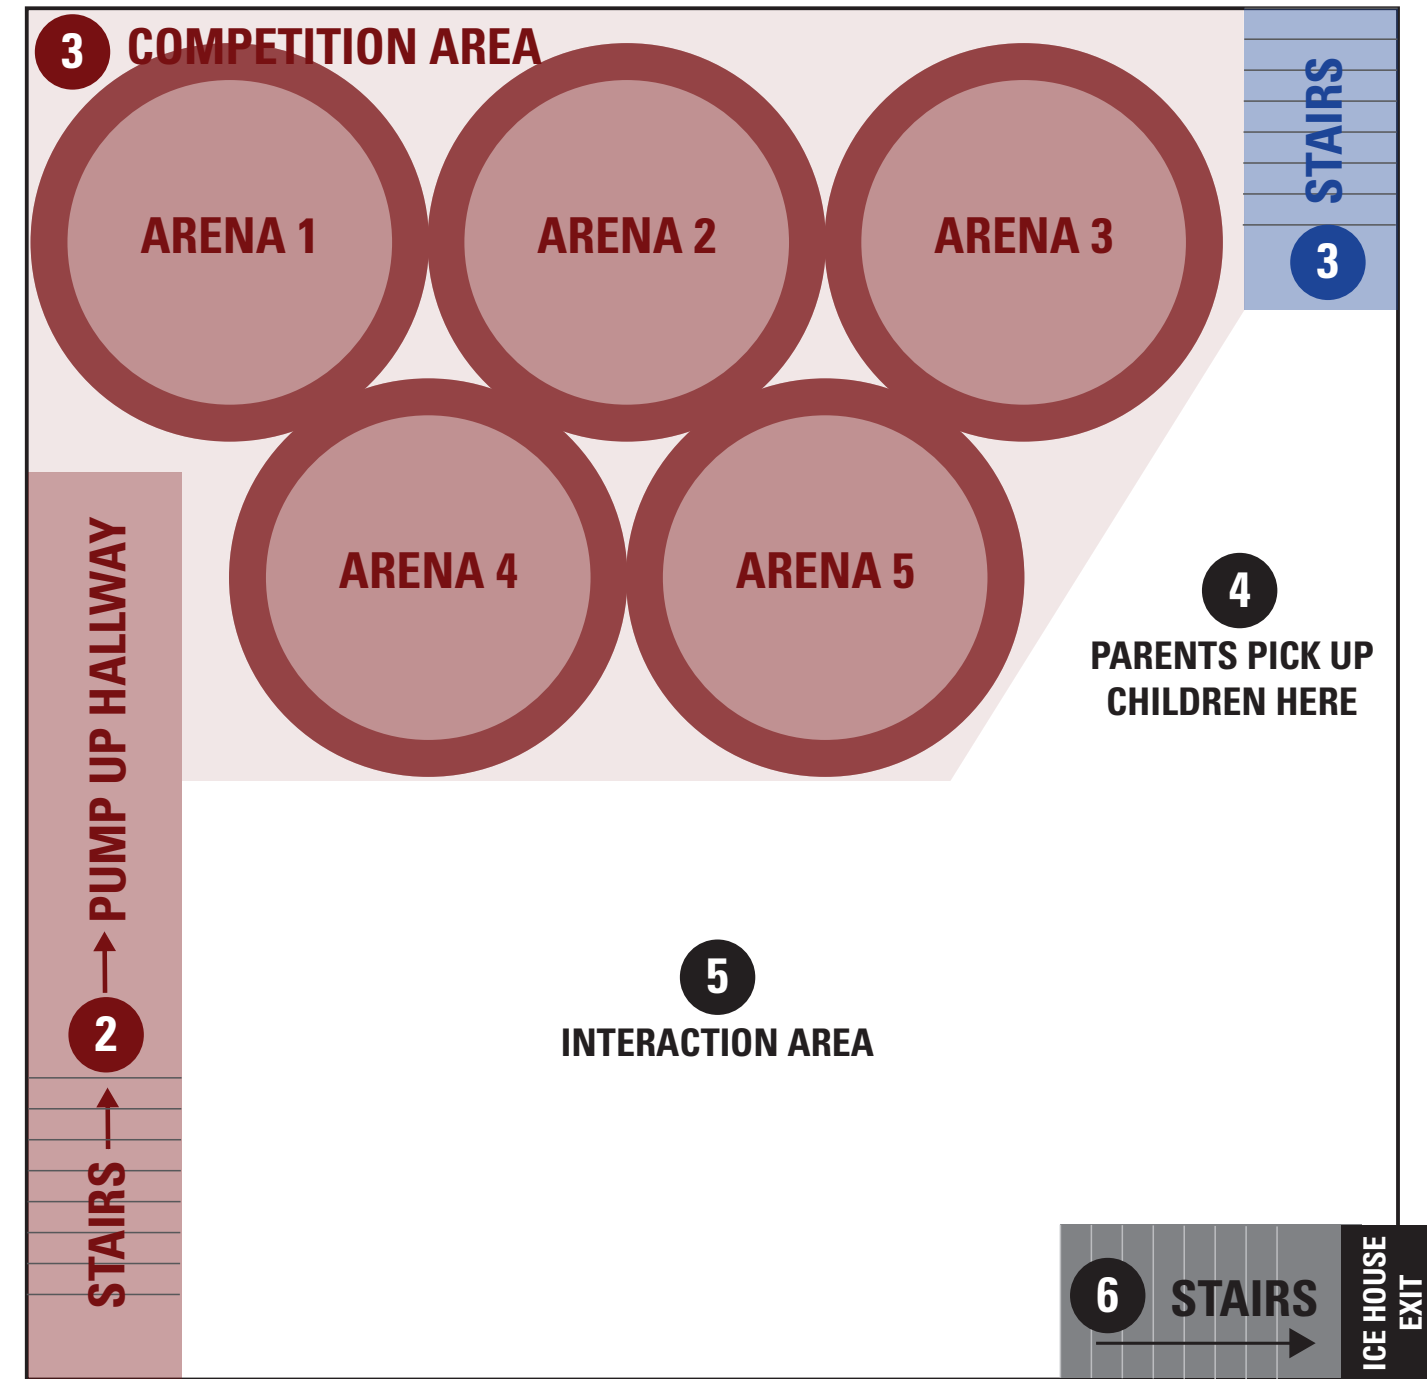 3 COMPETITION AREA
STAIRS
3
ARENA 1
ARENA 2
ARENA 3
ARENA 4
ARENA 5
PUMP UP HALLWAY
2
STAIRS
4
PARENTS PICK UP
CHILDREN HERE
5
INTERACTION AREA
6 STAIRS
ICE HOUSE
EXIT